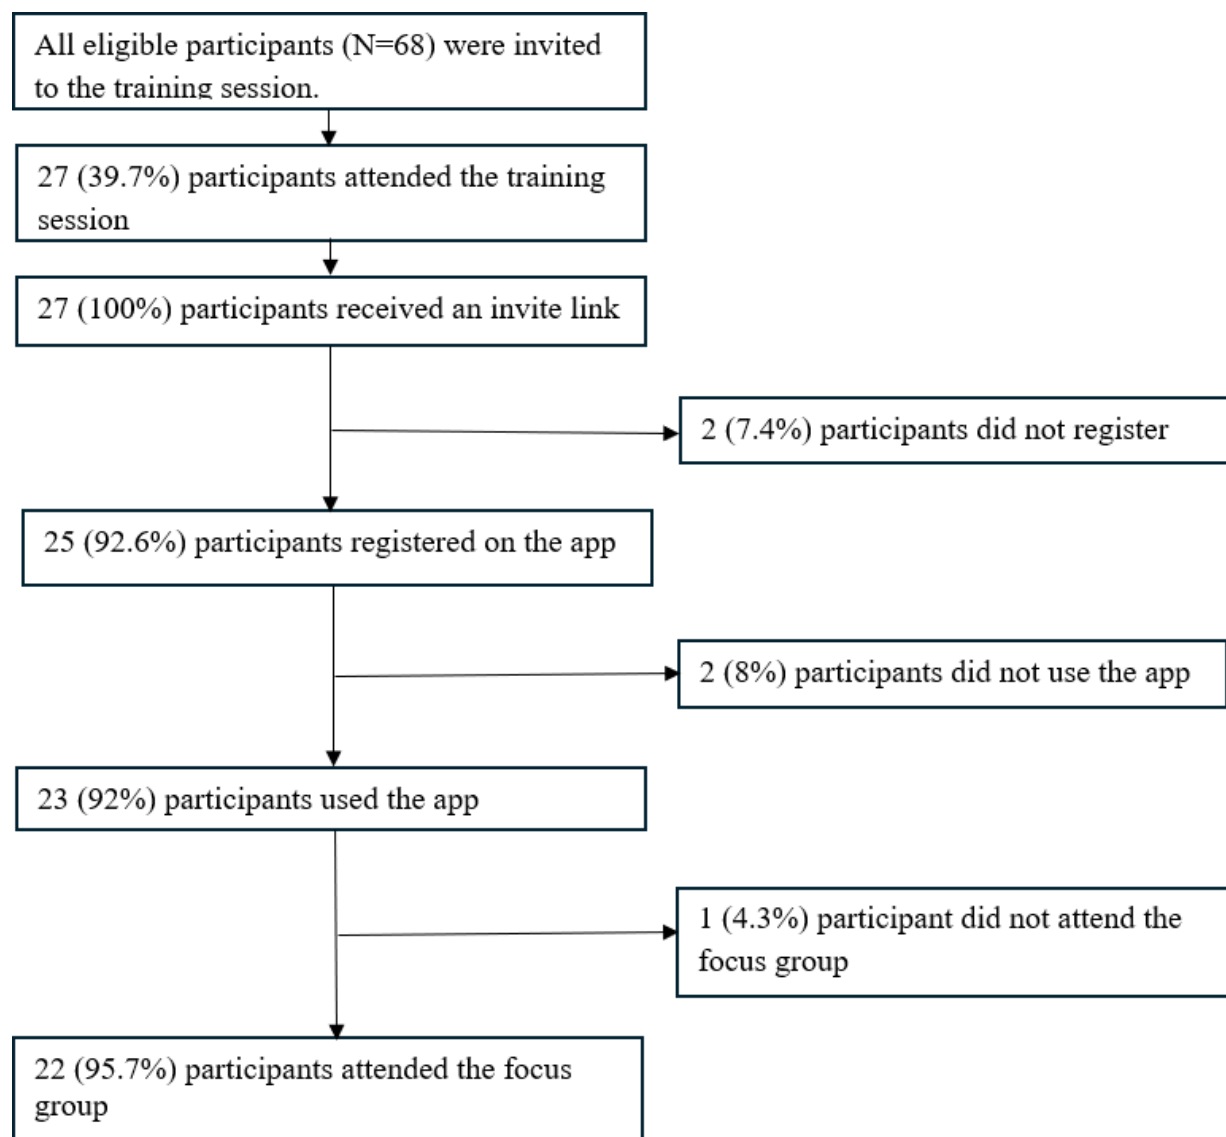 All eligible participants (N=68) were invited
to the training session.
27 (39.7%) participants attended the training
session
27 (100%) participants received an invite link
2 (7.4%) participants did not register
25 (92.6%) participants registered on the app
2 (8%) participants did not use the app
23 (92%) participants used the app
1 (4.3%) participant did not attend the
focus group
22 (95.7%) participants attended the focus
group